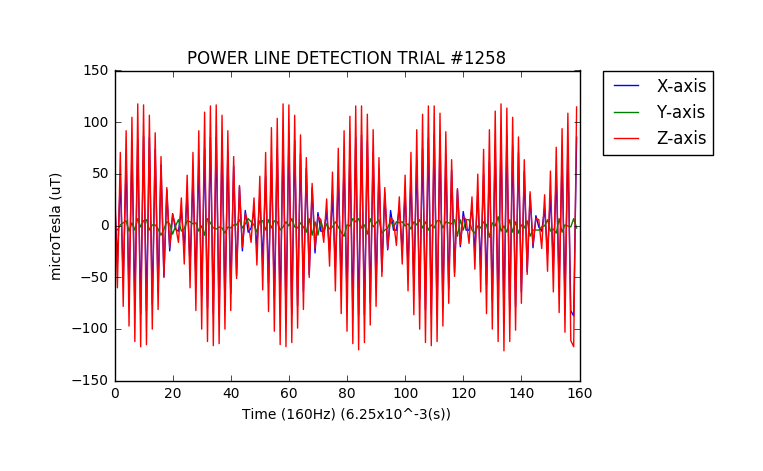 POWER LINE DETECTION TRIAL #1258
150
100
50
0
−50
−100
−150
microTesla (uT)
0 20 40 60 80 100 120 140 160
Time (160Hz) (6.25x10^-3(s))
X-axis
Y-axis
Z-axis